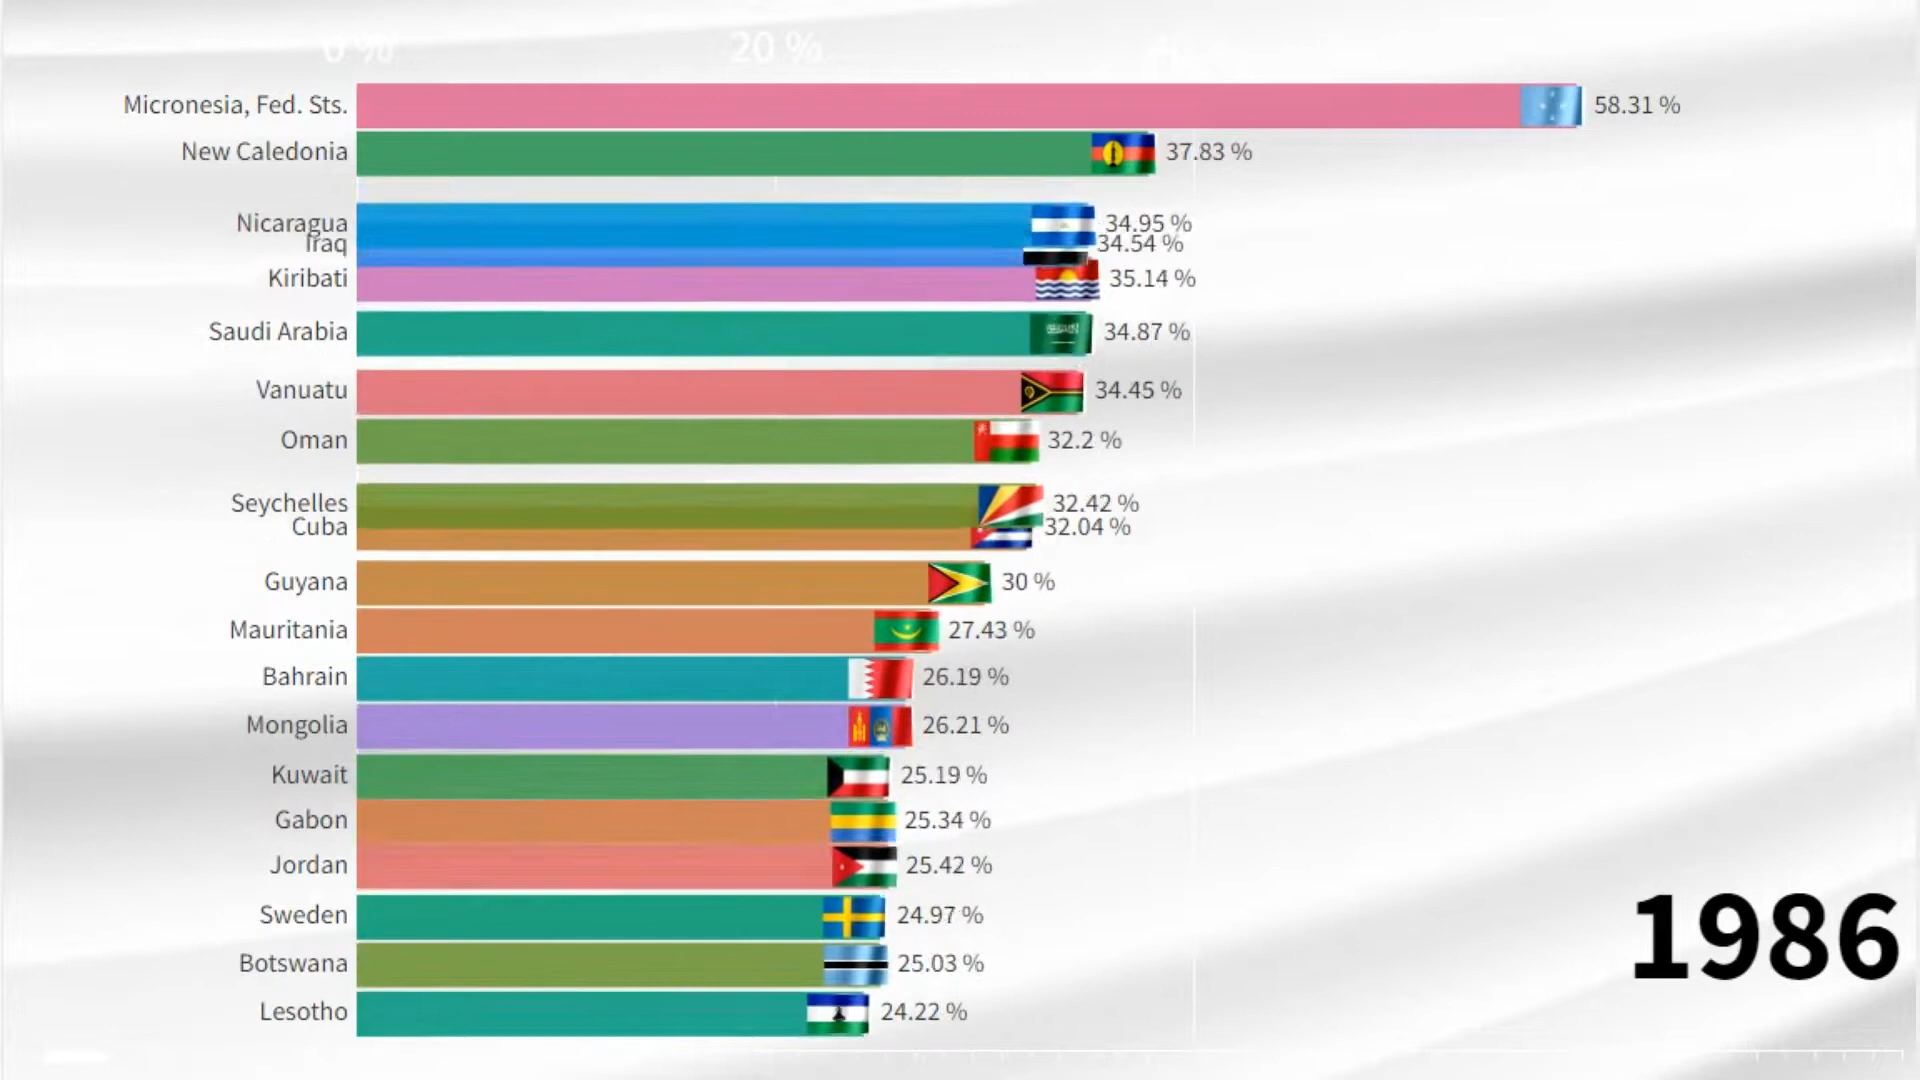 0 % 20 %
Micronesia, Fed. Sts. 58.31 %
New Caledonia 37.83 %
Nicaragua 34.95 %
Iraq 34.54 %
Kiribati 35.14 %
Saudi Arabia 34.87 %
Vanuatu 34.45 %
Oman 32.2 %
Seychelles 32.42 %
Cuba 32.04 %
Guyana 30 %
Mauritania 27.43 %
Bahrain 26.19 %
Mongolia 26.21 %
Kuwait 25.19 %
Gabon 25.34 %
Jordan 25.42 %
Sweden 24.97 %
Botswana 25.03 %
Lesotho 24.22 %
1986